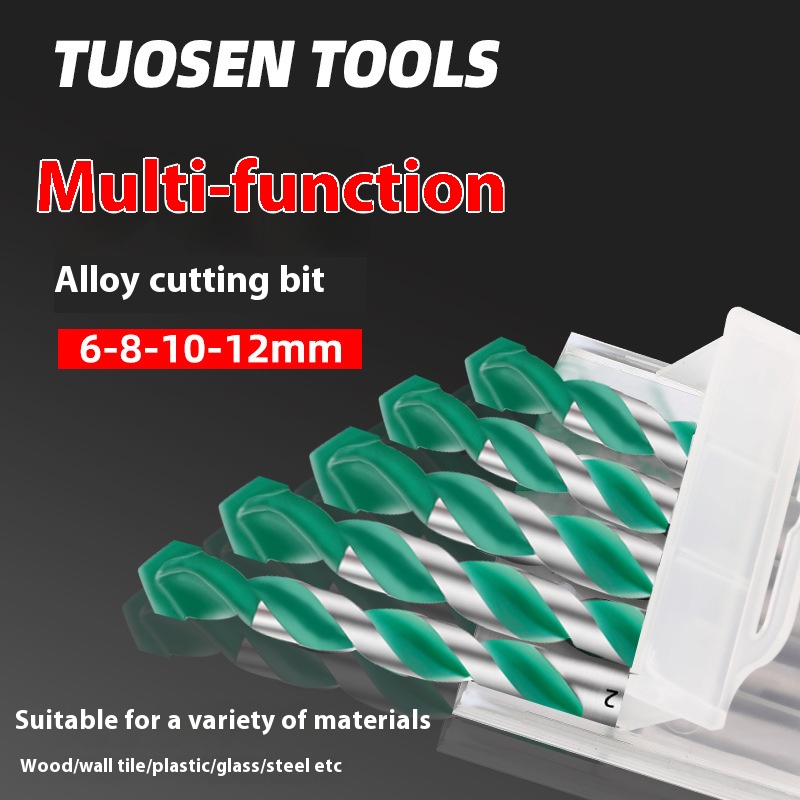 TUOSEN TOOLS
Multi-function
Alloy cutting bit
6-8-10-12mm
2
Suitable for a variety of materials
Wood/wall tile/plastic/glass/steel etc